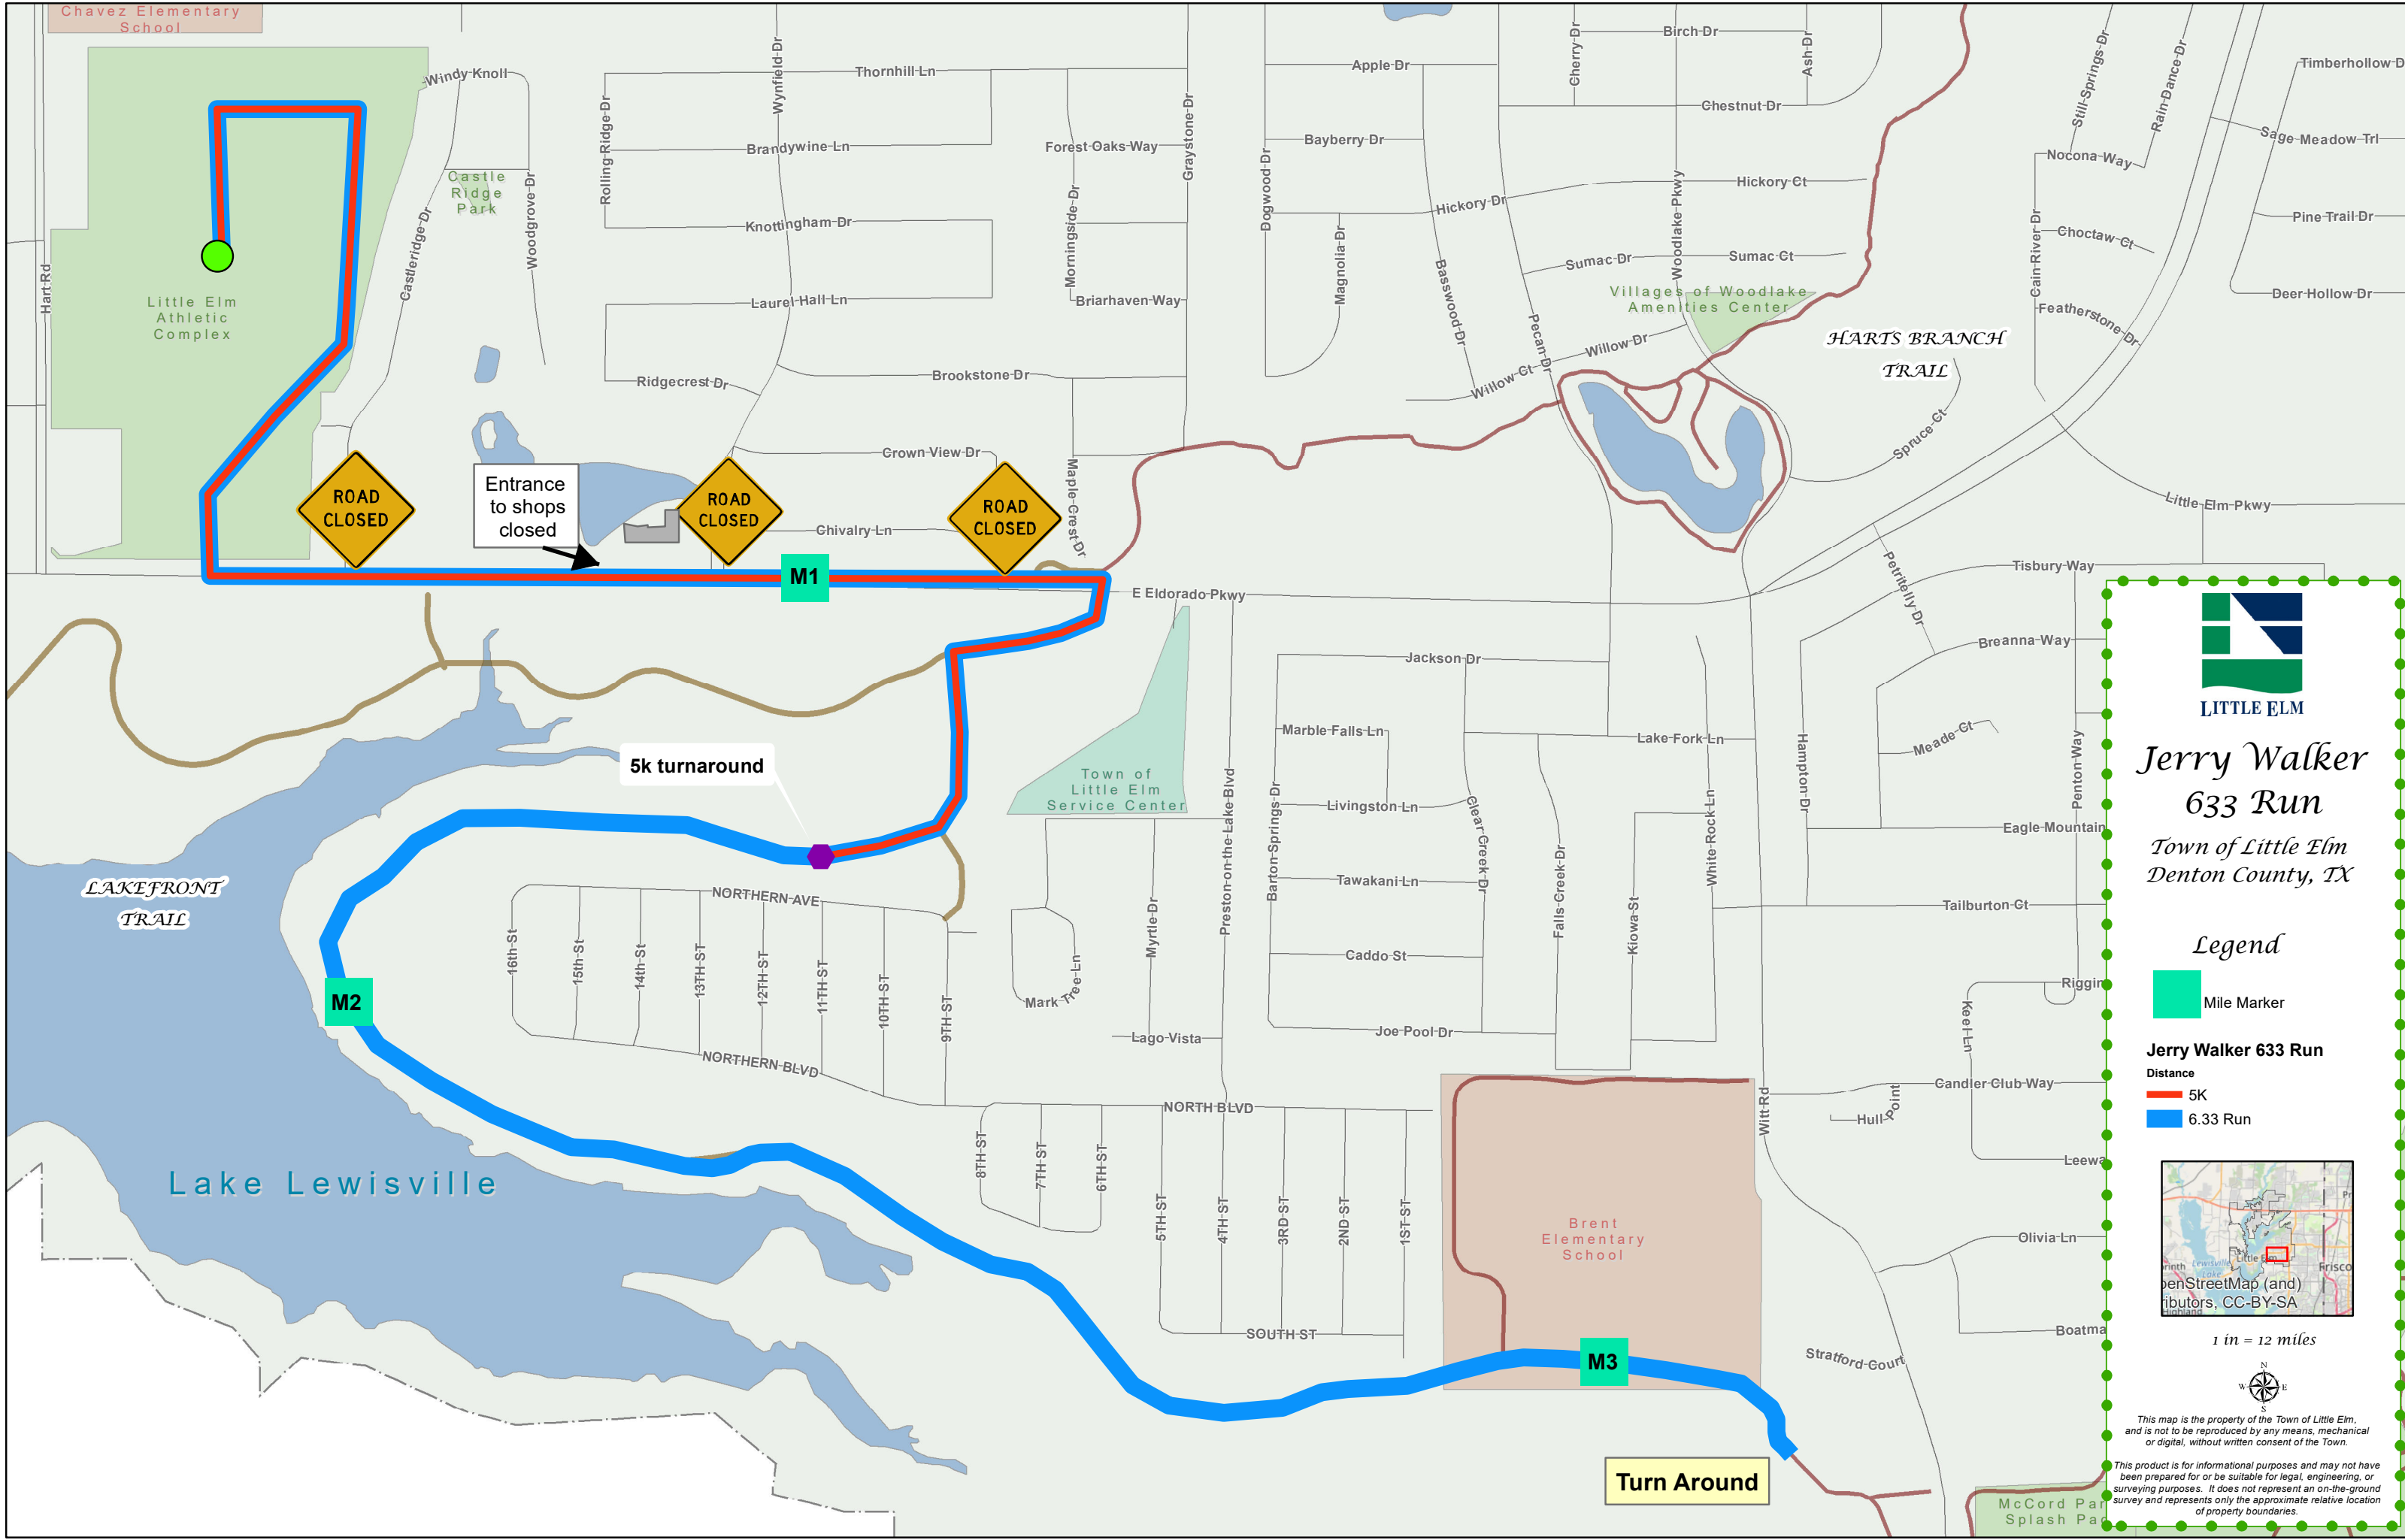 Chavez Elementary
School
Windy Knoll
Wynfield Dr
Thornhill Ln
Rolling Ridge Dr
Brandywine Ln
Forest Oaks Way
Graystone Dr
Castle
Ridge
Park
Woodgrove Dr
Castleridge Dr
Knottingham Dr
Morningside Dr
Laurel Hall Ln
Briarhaven Way
Hart Rd
Little Elm
Athletic
Complex
Ridgecrest Dr
Brookstone Dr
Crown View Dr
Maple Crest Dr
Chivalry Ln
Entrance
to shops
closed
ROAD
CLOSED
ROAD
CLOSED
ROAD
CLOSED
M1
E Eldorado Pkwy
Apple Dr
Cherry Dr
Birch Dr
Ash Dr
Chestnut Dr
Bayberry Dr
Dogwood Dr
Hickory Dr
Hickory Ct
Woodlake Pkwy
Magnolia Dr
Basswood Dr
Sumac Dr
Sumac Ct
Villages of Woodlake
Amenities Center
Pecan Dr
Willow Dr
Willow Ct
HARTS BRANCH
TRAIL
Spruce Ct
Still Springs Dr
Rain Dance Dr
Timberhollow D
Sage Meadow Trl
Nocona Way
Pine Trail Dr
Cain River Dr
Choctaw Ct
Deer Hollow Dr
Featherstone Dr
Little Elm Pkwy
Petritelly Dr
Tisbury Way
Breanna Way
Meade Ct
Hampton Dr
Penton Way
Eagle Mountain
Tailburton Ct
Riggin
Keel Ln
Candler Club Way
Hull Point
Leewa
Olivia Ln
Boatma
Stratford Court
Witt Rd
McCord Par
Splash Pad
5k turnaround
Town of
Little Elm
Service Center
Jackson Dr
Marble Falls Ln
Lake Fork Ln
Preston on the Lake Blvd
Barton Springs Dr
Livingston Ln
Clear Creek Dr
White Rock Ln
Falls Creek Dr
Tawakani Ln
Kiowa St
Caddo St
Myrtle Dr
Mark Tree Ln
Lago Vista
Joe Pool Dr
LAKEFRONT
TRAIL
NORTHERN AVE
16th St
15th St
14th St
13TH ST
12TH ST
11TH ST
10TH ST
9TH ST
NORTHERN BLVD
M2
NORTH BLVD
8TH ST
7TH ST
6TH ST
5TH ST
4TH ST
3RD ST
2ND ST
1ST ST
SOUTH ST
Lake Lewisville
Brent
Elementary
School
M3
Turn Around
LITTLE ELM
Jerry Walker
633 Run
Town of Little Elm
Denton County, TX
Legend
Mile Marker
Jerry Walker 633 Run
Distance
5K
6.33 Run
Pr
Little Elm
Lewisville
Lake
rinth
Frisco
Highland
penStreetMap (and)
ributors, CC-BY-SA
1 in = 12 miles
N
W E
S
This map is the property of the Town of Little Elm,
and is not to be reproduced by any means, mechanical
or digital, without written consent of the Town.
This product is for informational purposes and may not have
been prepared for or be suitable for legal, engineering, or
surveying purposes. It does not represent an on-the-ground
survey and represents only the approximate relative location
of property boundaries.